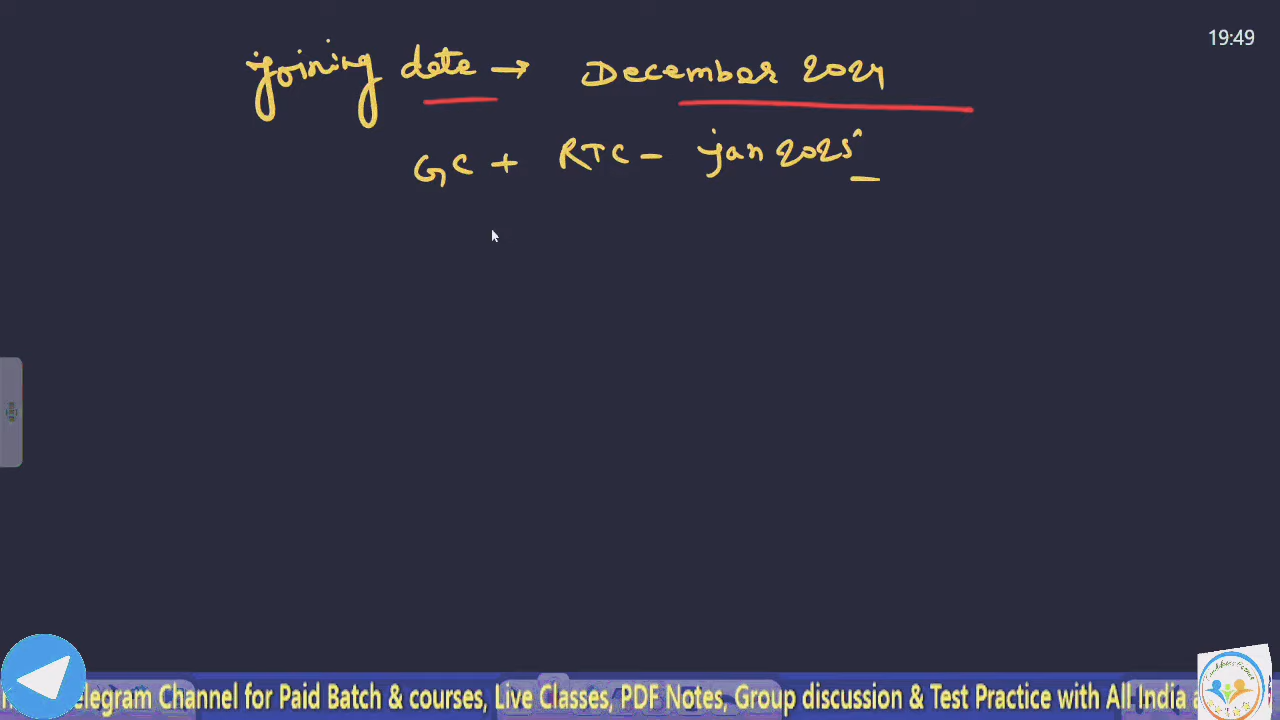 19:49
joining date → December 2024
GC + RTC - jan 2025
Telegram Channel for Paid Batch & courses, Live Classes, PDF Notes, Group discussion & Test Practice with All India